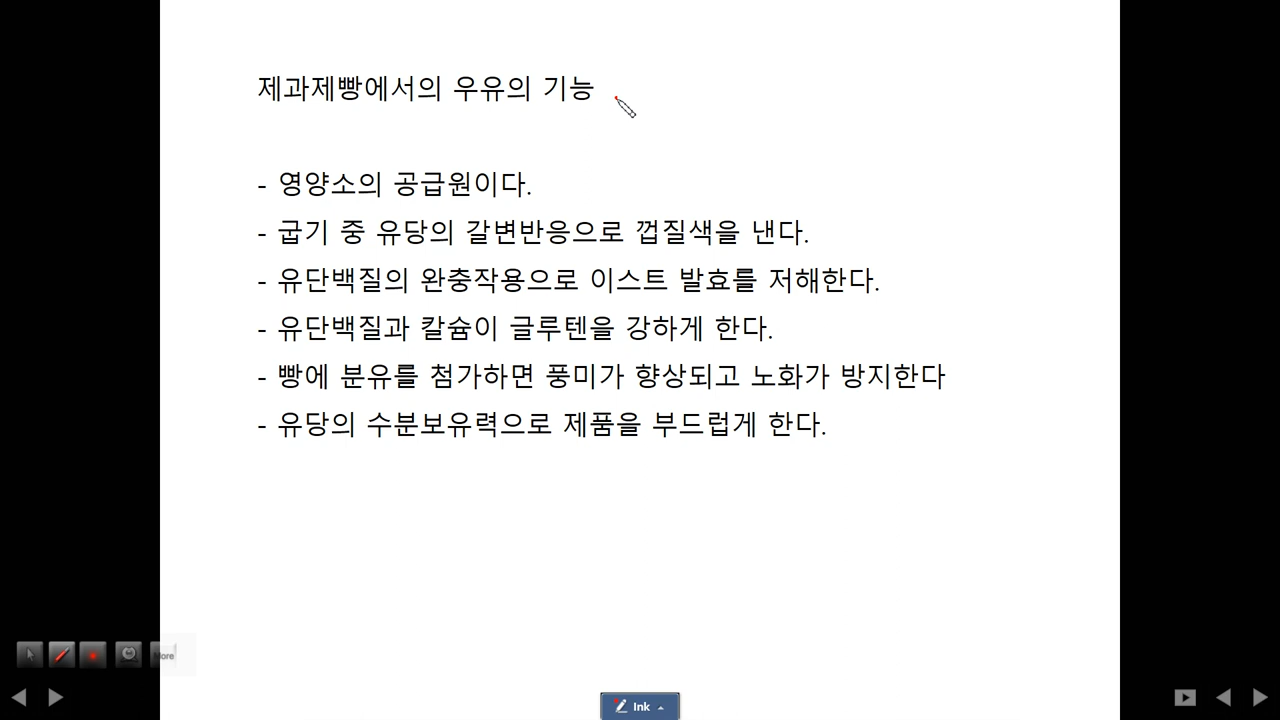 제과제빵에서의 우유의 기능
- 영양소의 공급원이다.
- 굽기 중 유당의 갈변반응으로 껍질색을 낸다.
- 유단백질의 완충작용으로 이스트 발효를 저해한다.
- 유단백질과 칼슘이 글루텐을 강하게 한다.
- 빵에 분유를 첨가하면 풍미가 향상되고 노화가 방지한다
- 유당의 수분보유력으로 제품을 부드럽게 한다.
More
Ink